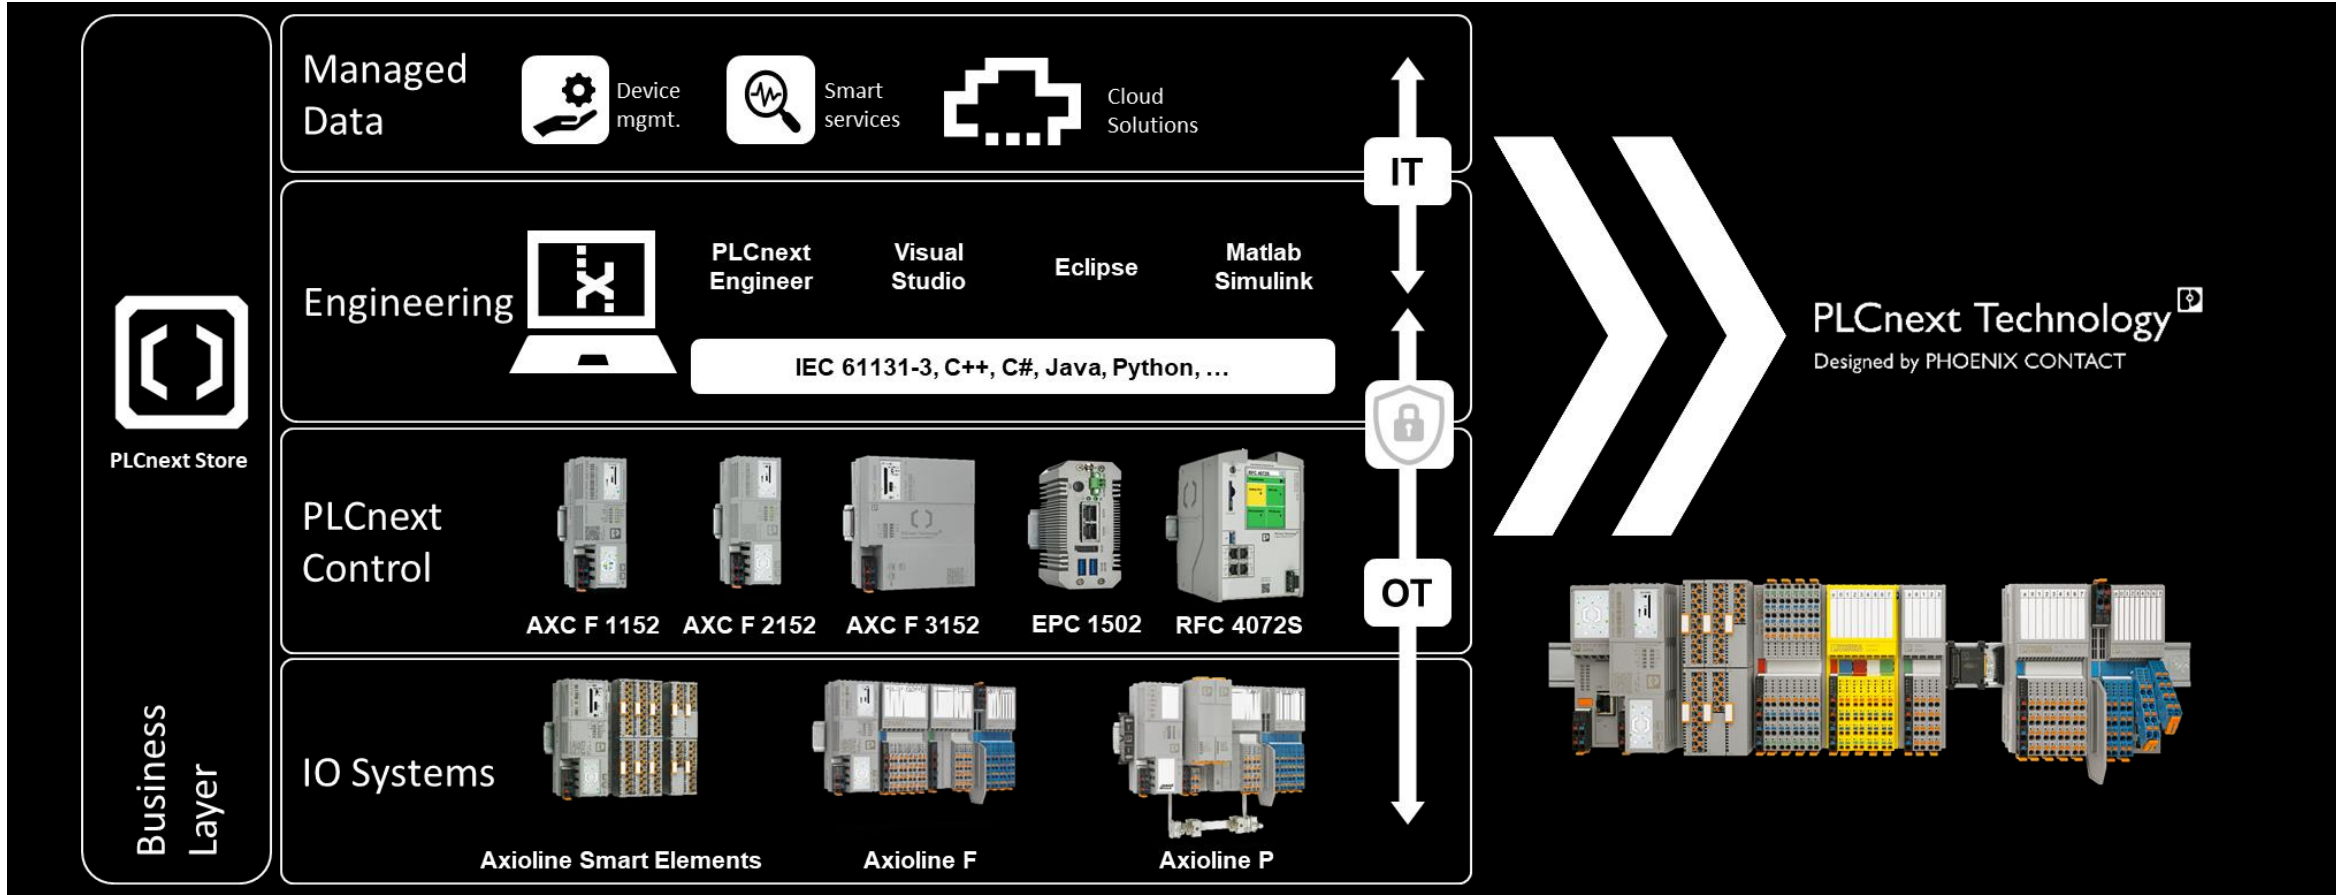 Managed
Data
Device
mgmt.
Smart
services
Cloud
Solutions
IT
Engineering
PLCnext
Engineer
Visual
Studio
Eclipse
Matlab
Simulink
IEC 61131-3, C++, C#, Java, Python, ...
PLCnext Store
Business
Layer
PLCnext
Control
AXC F 1152
AXC F 2152
AXC F 3152
EPC 1502
RFC 4072S
OT
IO Systems
Axioline Smart Elements
Axioline F
Axioline P
PLCnext Technology
Designed by PHOENIX CONTACT